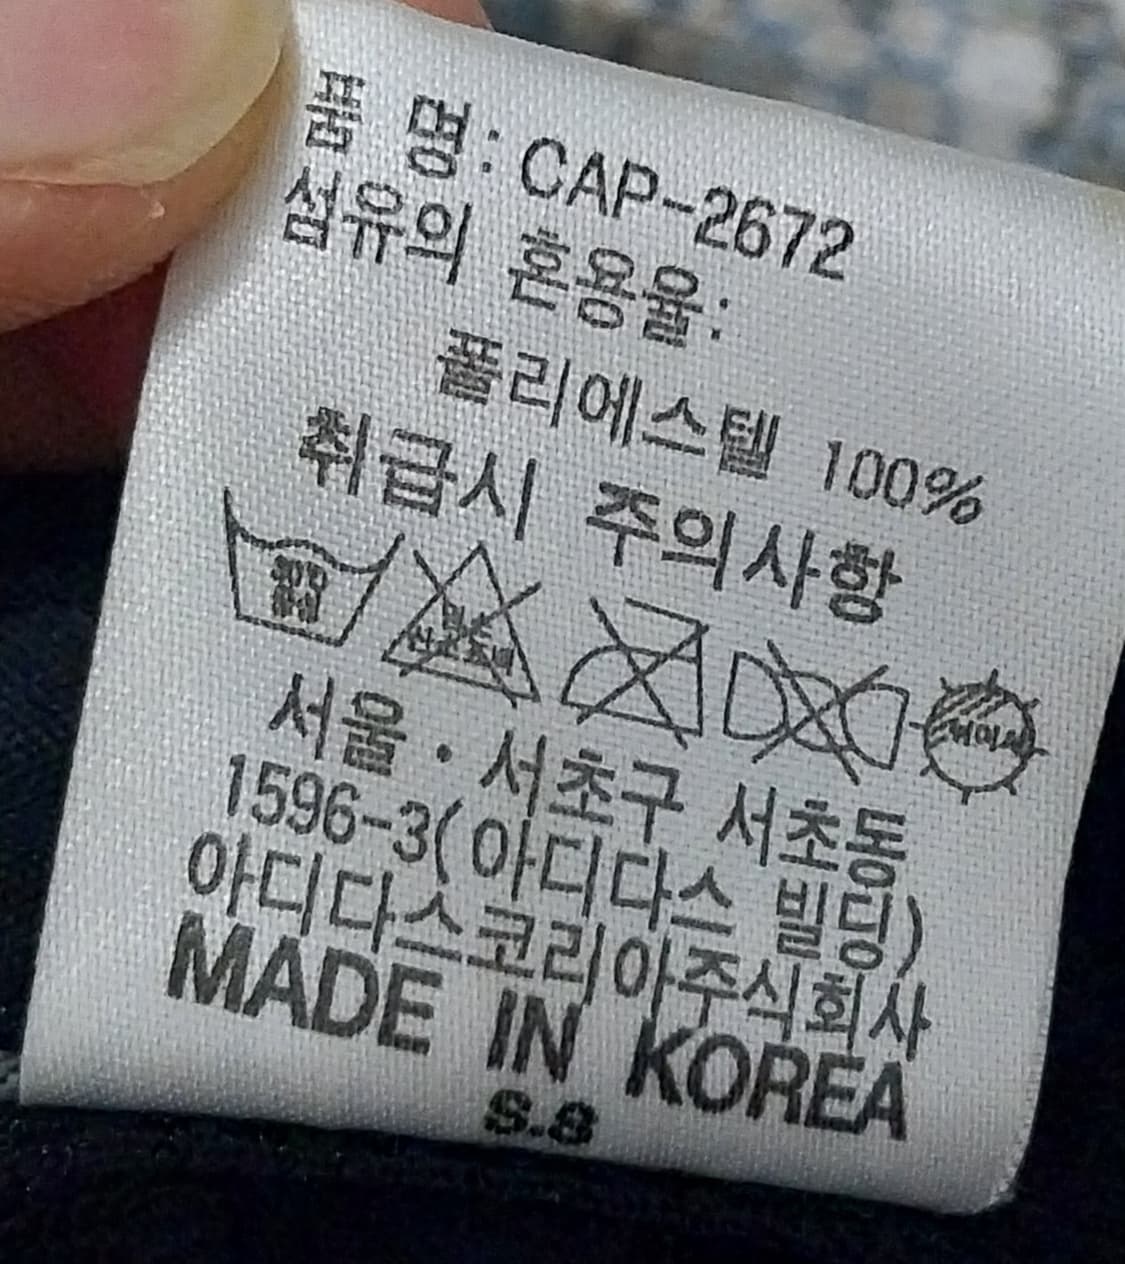 품 명: CAP-2672
섬유의 혼용율:
폴리에스텔 100%
취급시 주의사항
서울·서초구 서초동
1596-3(아디다스 빌딩)
아디다스코리아주식회사
MADE IN KOREA
S.8